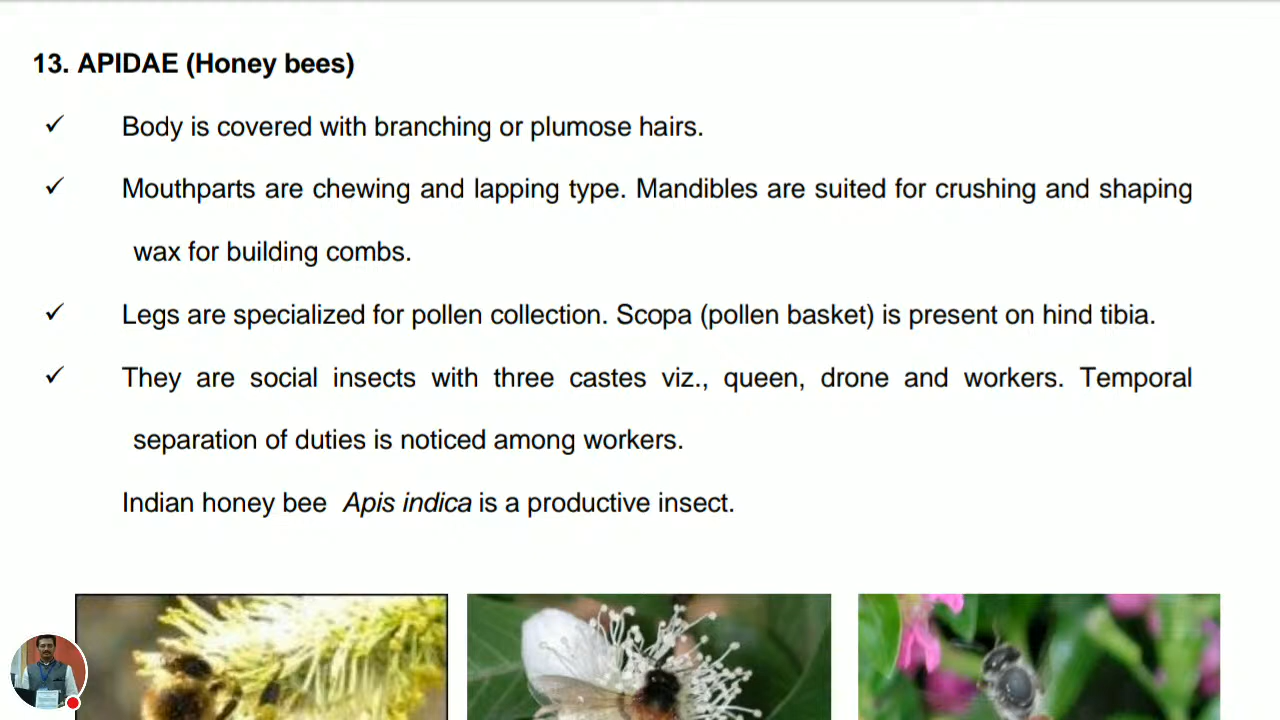 13. APIDAE (Honey bees)
✓ Body is covered with branching or plumose hairs.
✓ Mouthparts are chewing and lapping type. Mandibles are suited for crushing and shaping
wax for building combs.
✓ Legs are specialized for pollen collection. Scopa (pollen basket) is present on hind tibia.
✓ They are social insects with three castes viz., queen, drone and workers. Temporal
separation of duties is noticed among workers.
Indian honey bee Apis indica is a productive insect.